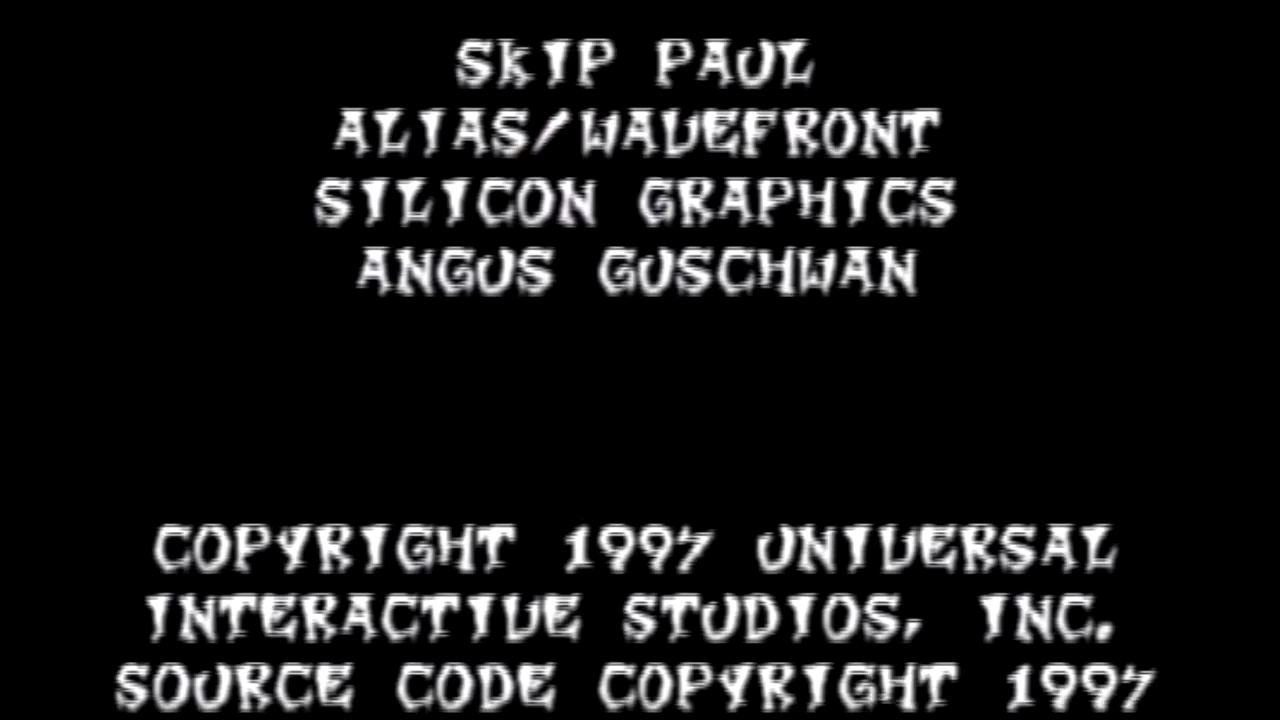 SKIP PAUL
ALIAS/WAVEFRONT
SILICON GRAPHICS
ANGUS GUSCHWAN
COPYRIGHT 1997 UNIVERSAL
INTERACTIVE STUDIOS, INC.
SOURCE CODE COPYRIGHT 1997